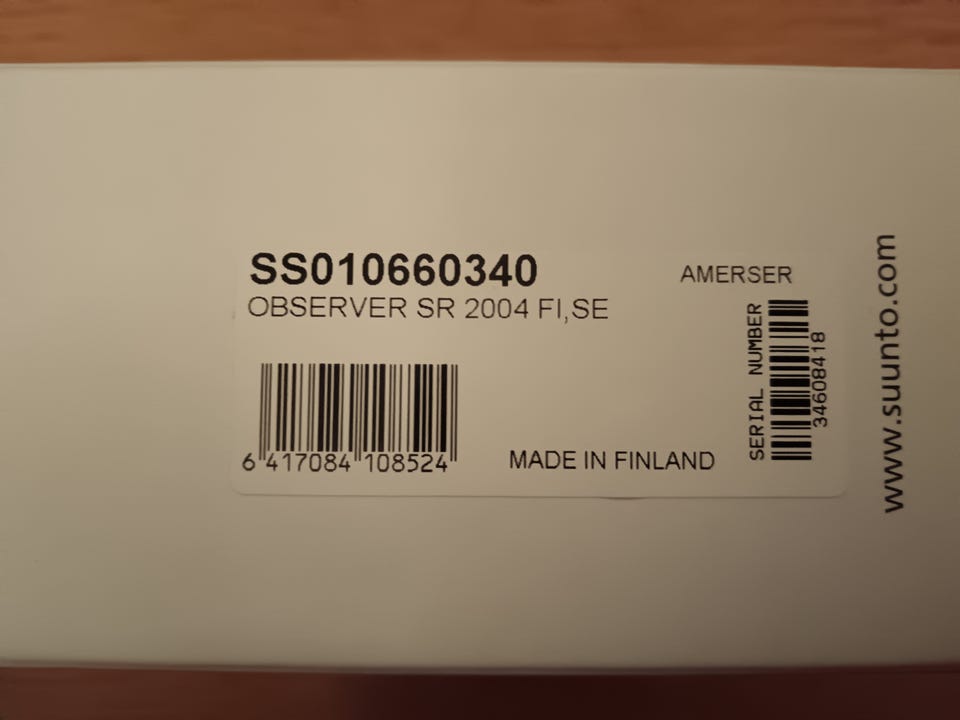 SS010660340
AMERSER
OBSERVER SR 2004 FI,SE
SERIAL NUMBER
34608418
6 417084 108524
MADE IN FINLAND
www.suunto.com